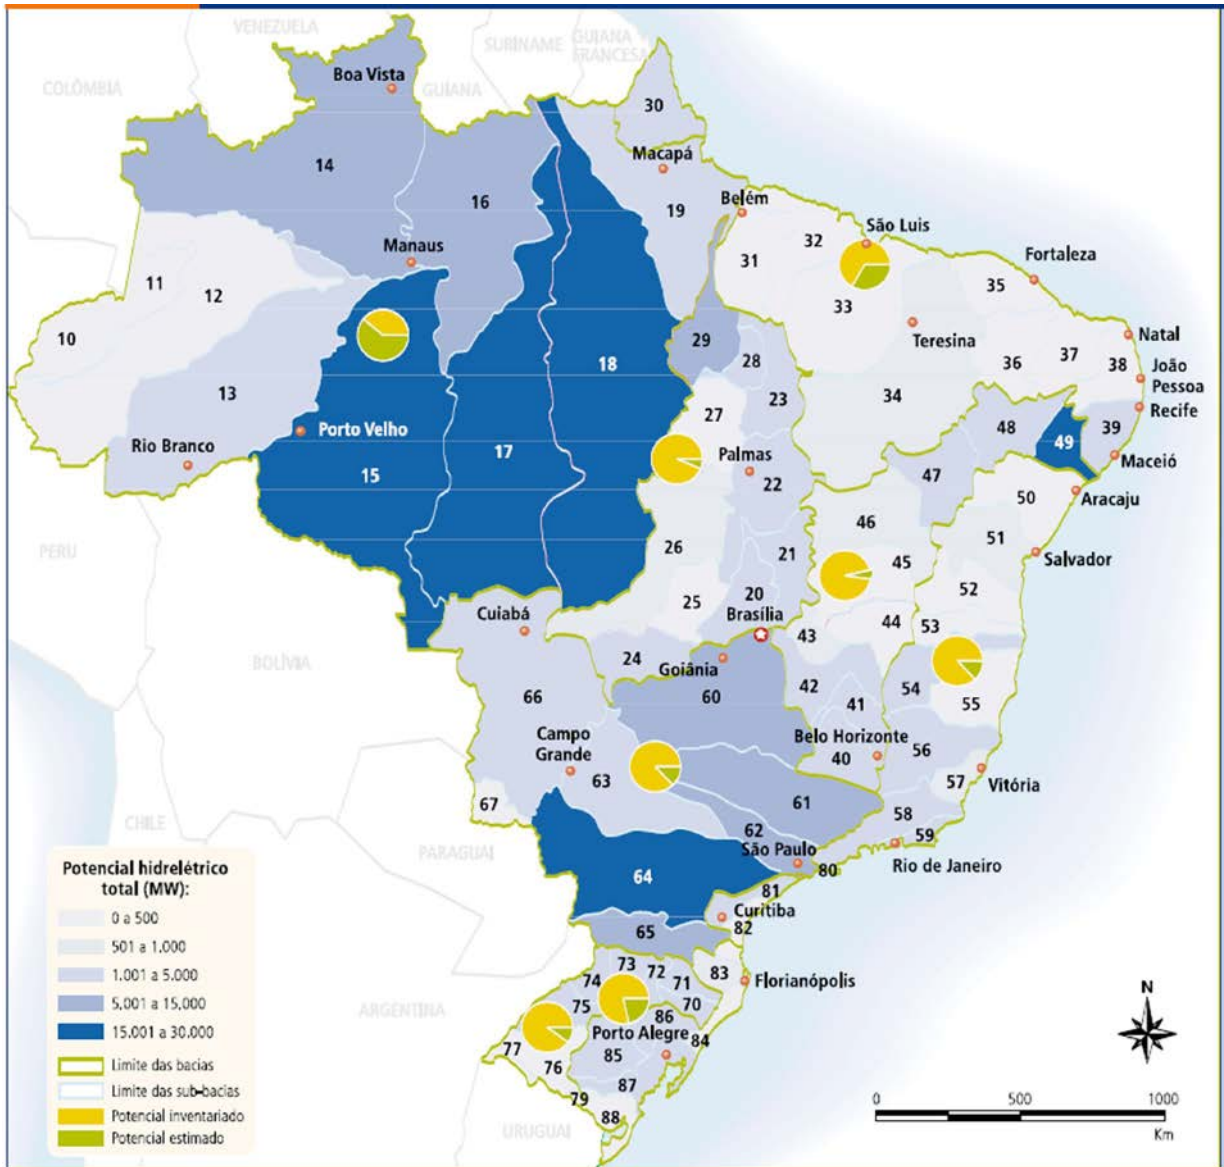 VENEZUELA
SURINAME
GUIANA
FRANCESA
COLÔMBIA
GUIANA
Boa Vista
30
14
Macapá
16
19
Belém
32
São Luis
31
Fortaleza
Manaus
11
12
35
33
10
Teresina
Natal
29
28
18
36
37
38
João
Pessoa
13
27
23
34
Recife
Rio Branco
Porto Velho
17
Palmas
48
49
39
Maceió
15
22
47
50
Aracaju
PERU
46
51
26
21
45
Salvador
25
20
52
Cuiabá
Brasília
43
44
53
BOLÍVIA
24
Goiânia
42
54
66
60
41
55
Campo
Grande
Belo Horizonte
56
40
63
57
Vitória
67
61
58
CHILE
62
59
PARAGUAI
São Paulo
80
Rio de Janeiro
64
81
Curitiba
82
65
73
72
83
74
71
Florianópolis
ARGENTINA
75
70
86
Porto Alegre
84
77
85
76
87
79
88
URUGUAI
Potencial hidrelétrico
total (MW):
0 a 500
501 a 1.000
1.001 a 5.000
5.001 a 15.000
15.001 a 30.000
Limite das bacias
Limite das sub-bacias
Potencial inventariado
Potencial estimado
N
0 500 1000
Km